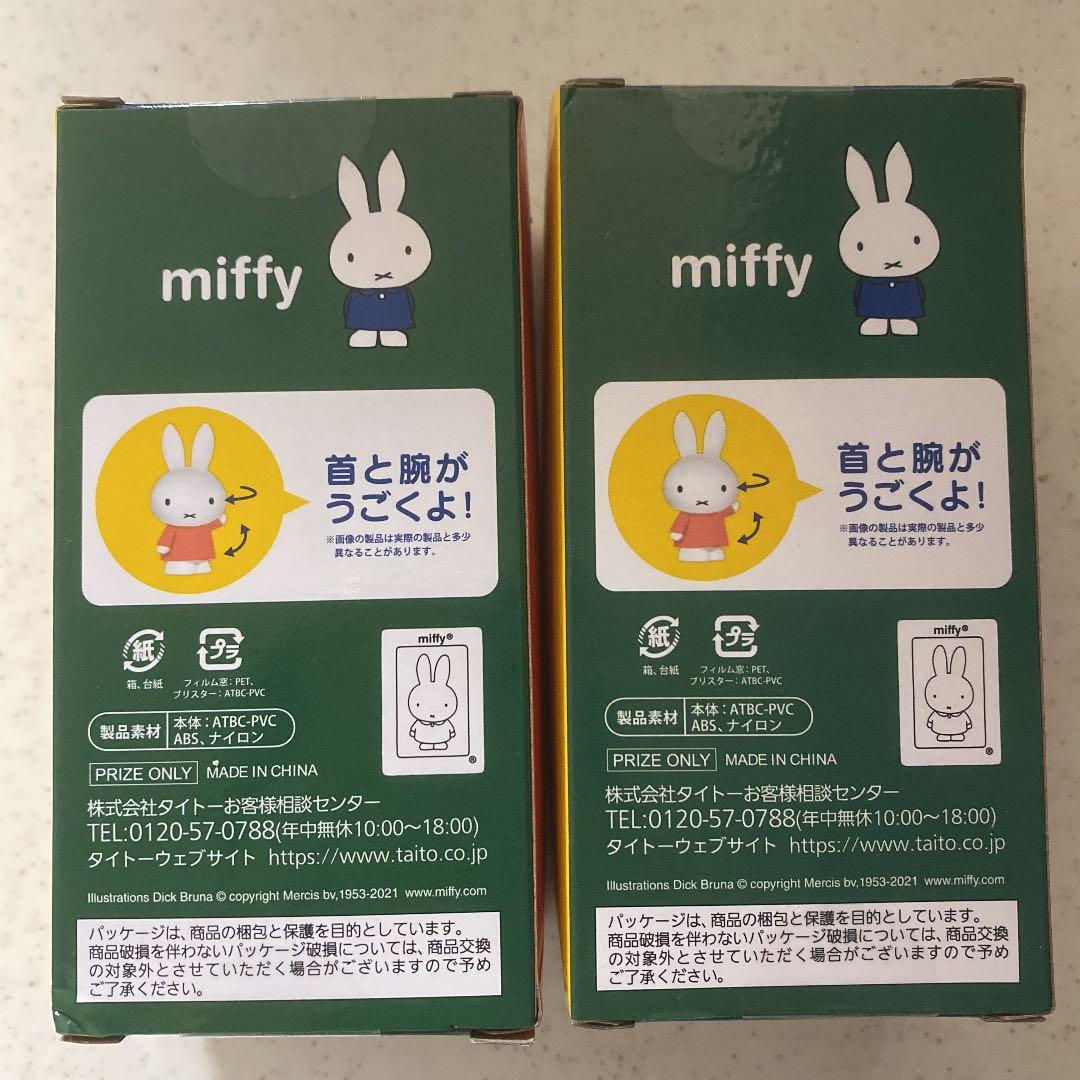 miffy
首と腕が
うごくよ!
※画像の製品は実際の製品と多少
異なることがあります。
紙
箱、台紙
プラ
フィルム窓:PET、
ブリスター:ATBC-PVC
miffy®
®
製品素材
本体:ATBC-PVC
ABS、ナイロン
PRIZE ONLY MADE IN CHINA
株式会社タイトーお客様相談センター
TEL:0120-57-0788(年中無休10:00〜18:00)
タイトーウェブサイト https://www.taito.co.jp
Illustrations Dick Bruna © copyright Mercis bv,1953-2021 www.miffy.com
パッケージは、商品の梱包と保護を目的としています。
商品破損を伴わないパッケージ破損については、商品交換
の対象外とさせていただく場合がございますので予め
ご了承ください。
miffy
首と腕が
うごくよ!
※画像の製品は実際の製品と多少
異なることがあります。
紙
箱、台紙
プラ
フィルム窓:PET、
ブリスター:ATBC-PVC
miffy®
®
製品素材
本体:ATBC-PVC
ABS、ナイロン
PRIZE ONLY MADE IN CHINA
株式会社タイトーお客様相談センター
TEL:0120-57-0788(年中無休10:00〜18:00)
タイトーウェブサイト https://www.taito.co.jp
Illustrations Dick Bruna © copyright Mercis bv,1953-2021 www.miffy.com
パッケージは、商品の梱包と保護を目的としています。
商品破損を伴わないパッケージ破損については、商品交換
の対象外とさせていただく場合がございますので予め
ご了承ください。